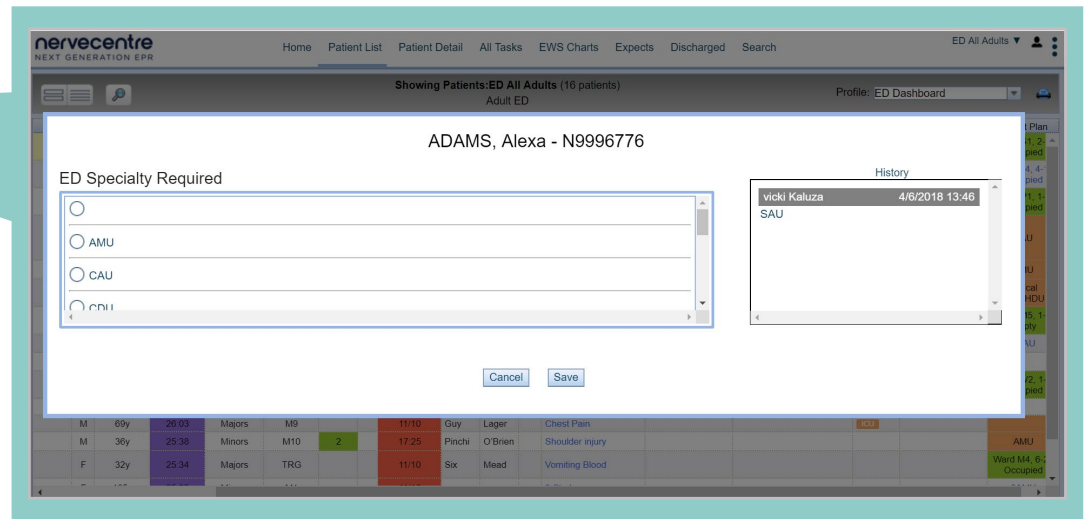 nervecentre
NEXT GENERATION EPR
Home Patient List Patient Detail All Tasks EWS Charts Expects Discharged Search
ED All Adults ▼
Showing Patients:ED All Adults (16 patients)
Adult ED
Profile: ED Dashboard
t Plan
ADAMS, Alexa - N9996776
ED Specialty Required
History
vicki Kaluza 4/6/2018 13:46
SAU
AMU
CAU
CDU
Cancel Save
M 69y 26:03 Majors M9 11/10 Guy Lager Chest Pain ICU
M 36y 25:38 Minors M10 2 17:25 Pinchi O'Brien Shoulder injury AMU
F 32y 25:34 Majors TRG 11/10 Six Mead Vomiting Blood Ward M4, 6-2
Occupied